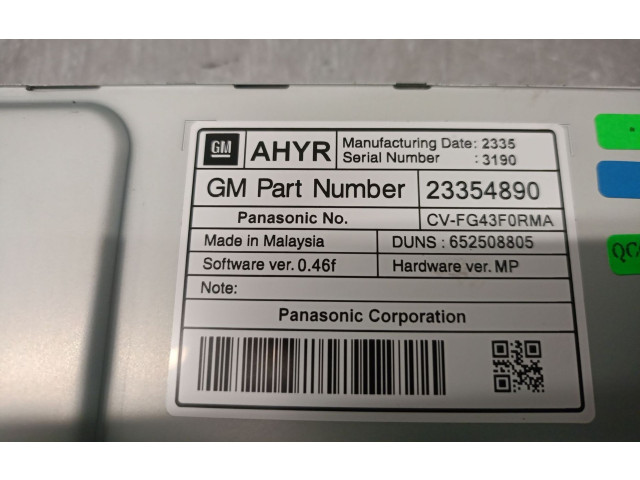 GM AHYR Manufacturing Date: 2335
Serial Number : 3190
GM Part Number 23354890
Panasonic No. CV-FG43F0RMA
Made in Malaysia DUNS : 652508805
Software ver. 0.46f Hardware ver. MP
Note:
Panasonic Corporation